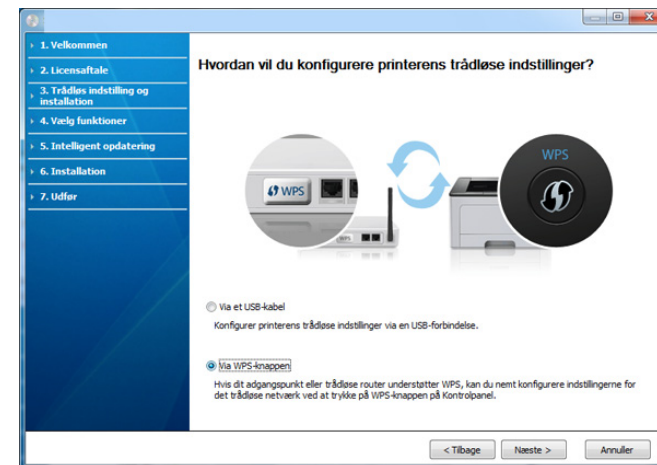 1. Velkommen
2. Licensaftale
3. Trådløs indstilling og
installation
4. Vælg funktioner
5. Intelligent opdatering
6. Installation
7. Udfør
Hvordan vil du konfigurere printerens trådløse indstillinger?
WPS
WPS
WPS
Via et USB-kabel
Konfigurer printerens trådløse indstillinger via en USB-forbindelse.
Via WPS-knappen
Hvis dit adgangspunkt eller trådløse router understøtter WPS, kan du nemt konfigurere indstillingerne for
det trådløse netværk ved at trykke på WPS-knappen på Kontrolpanel.
< Tilbage
Næste >
Annuller